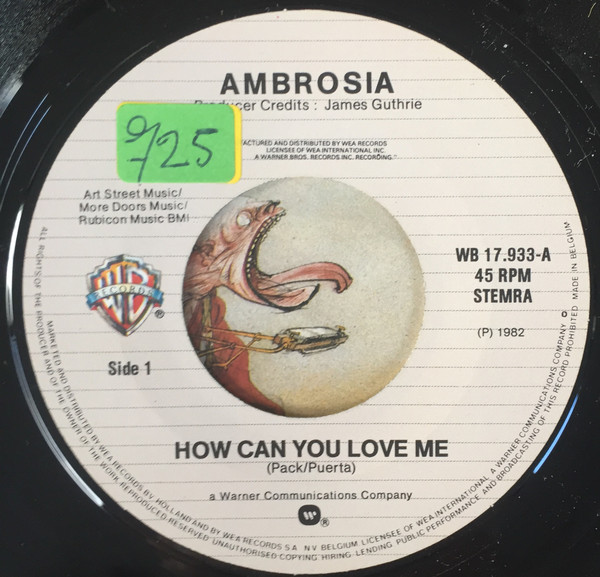 AMBROSIA
Producer Credits : James Guthrie
9/25
ACTURED AND DISTRIBUTED BY WEA RECORDS
LICENSEE OF WEA INTERNATIONAL INC.
A WARNER BROS. RECORDS INC. RECORDING."
Art Street Music/
More Doors Music/
Rubicon Music BMI
WB 17.933-A
45 RPM
STEMRA
RECORDS
®
(P) 1982
Side 1
HOW CAN YOU LOVE ME
(Pack/Puerta)
a Warner Communications Company
®
ALL RIGHTS OF THE PRODUCER AND OF THE OWNER OF THE WORK REPRODUCED RESERVED UNAUTHORISED COPYING HIRING LENDING PUBLIC PERFORMANCE AND BROADCASTING OF THIS RECORD PROHIBITED MADE IN BELGIUM
MARKETED AND DISTRIBUTED BY WEA RECORDS BV HOLLAND AND BY WEA RECORDS S.A. N.V. BELGIUM LICENSEE OF WEA INTERNATIONAL A WARNER COMMUNICATIONS COMPANY